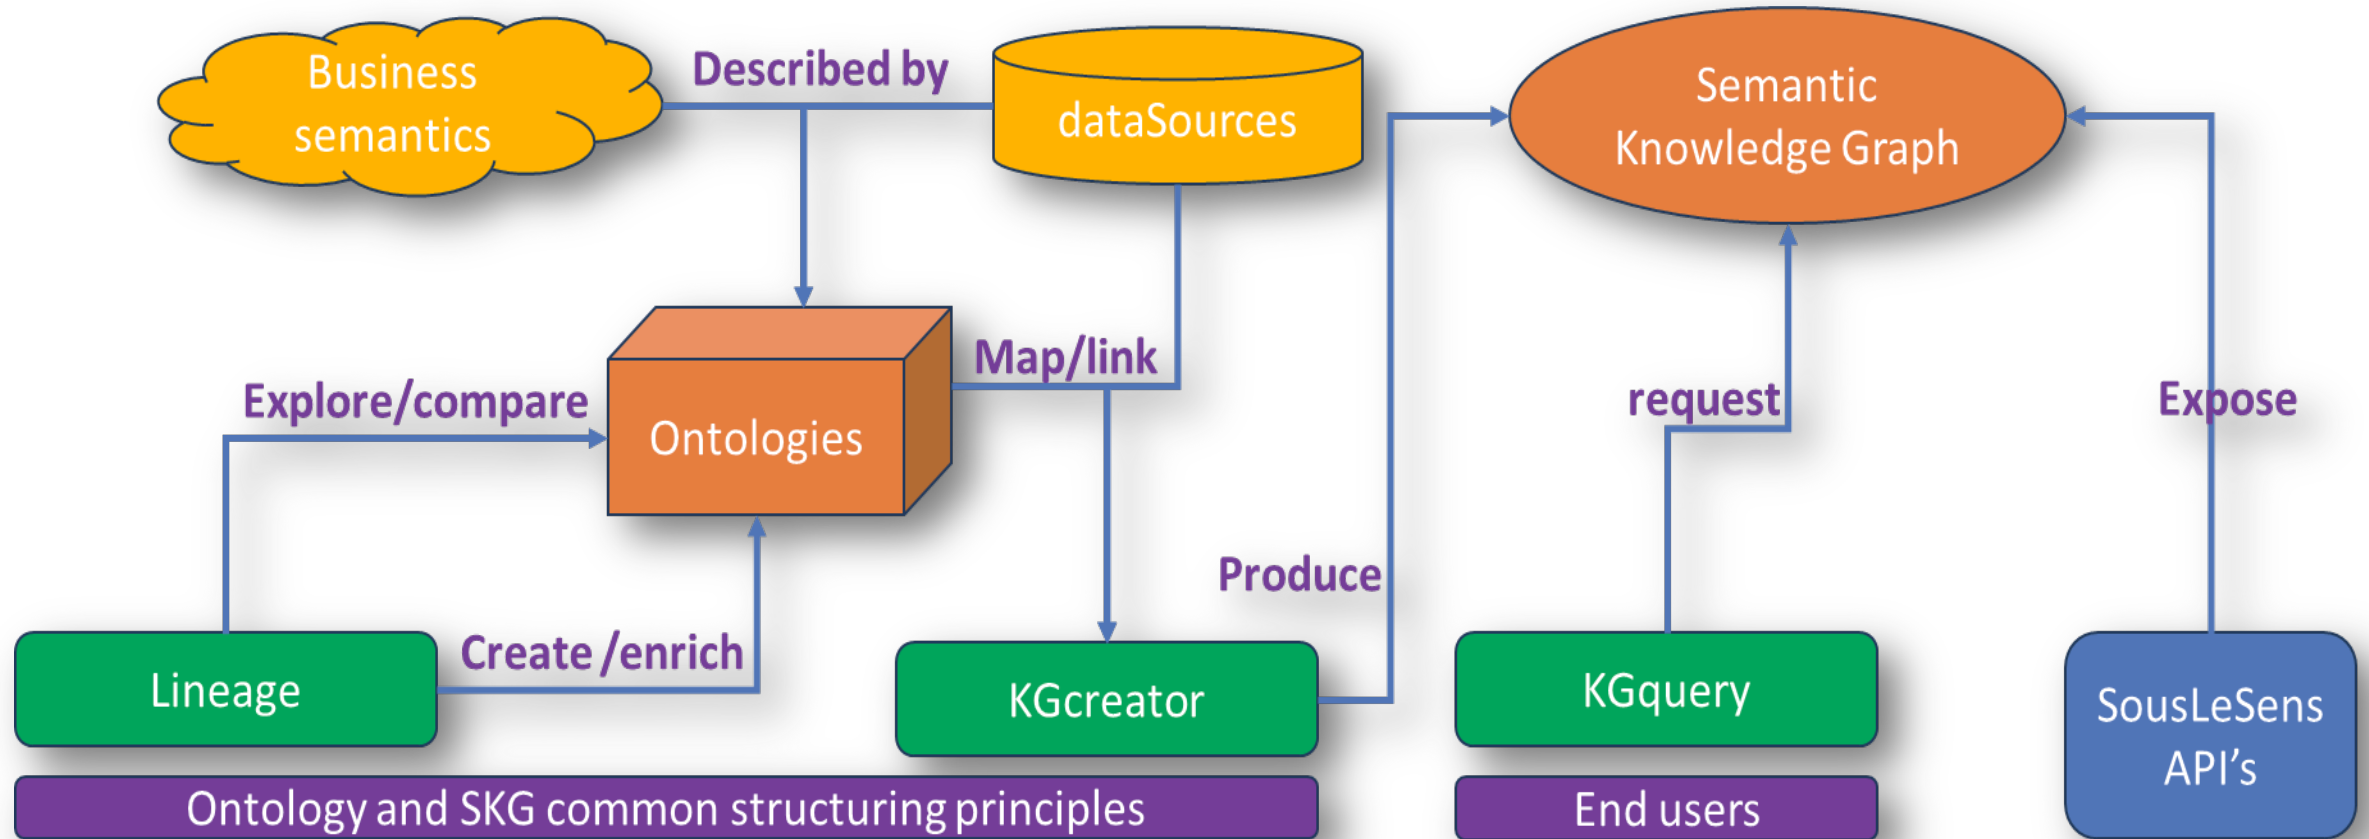 Business
semantics
Described by
dataSources
Semantic
Knowledge Graph
Map/link
Explore/compare
Ontologies
request
Expose
Produce
Create /enrich
Lineage
KGcreator
KGquery
SousLeSens
API’s
Ontology and SKG common structuring principles
End users